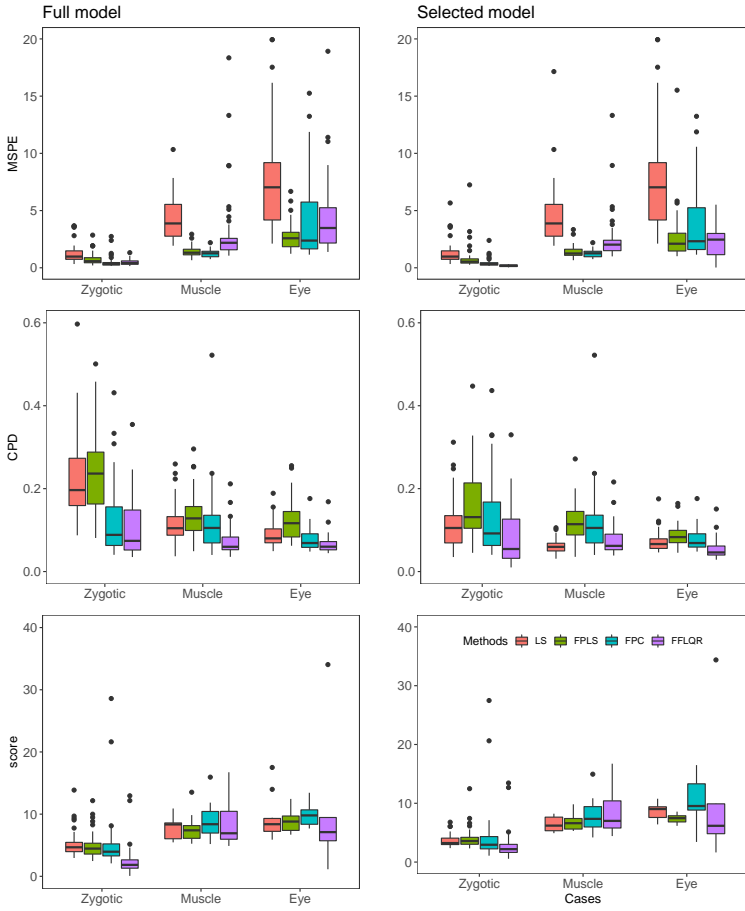 Full model
Selected model
20
15
10
5
0
MSPE
Zygotic Muscle Eye
20
15
10
5
0
Zygotic Muscle Eye
0.6
0.4
0.2
0.0
CPD
Zygotic Muscle Eye
0.6
0.4
0.2
0.0
Zygotic Muscle Eye
40
30
20
10
0
score
Zygotic Muscle Eye
40
30
20
10
0
Methods LS FPLS FPC FFLQR
Zygotic Muscle Eye
Cases